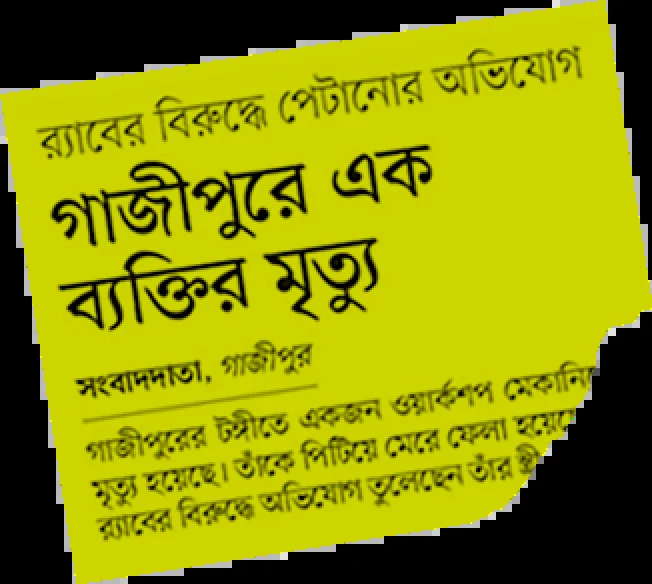 র‍্যাবের বিরুদ্ধে পেটানোর অভিযোগ
গাজীপুরে এক
ব্যক্তির মৃত্যু
সংবাদদাতা, গাজীপুর
গাজীপুরের টঙ্গীতে একজন ওয়ার্কশপ
মৃত্যু হয়েছে। তাঁকে পিটিয়ে মেরে ফেলা
র‍্যাবের বিরুদ্ধে অভিযোগ তুলেছেন তাঁর স্ত্রী